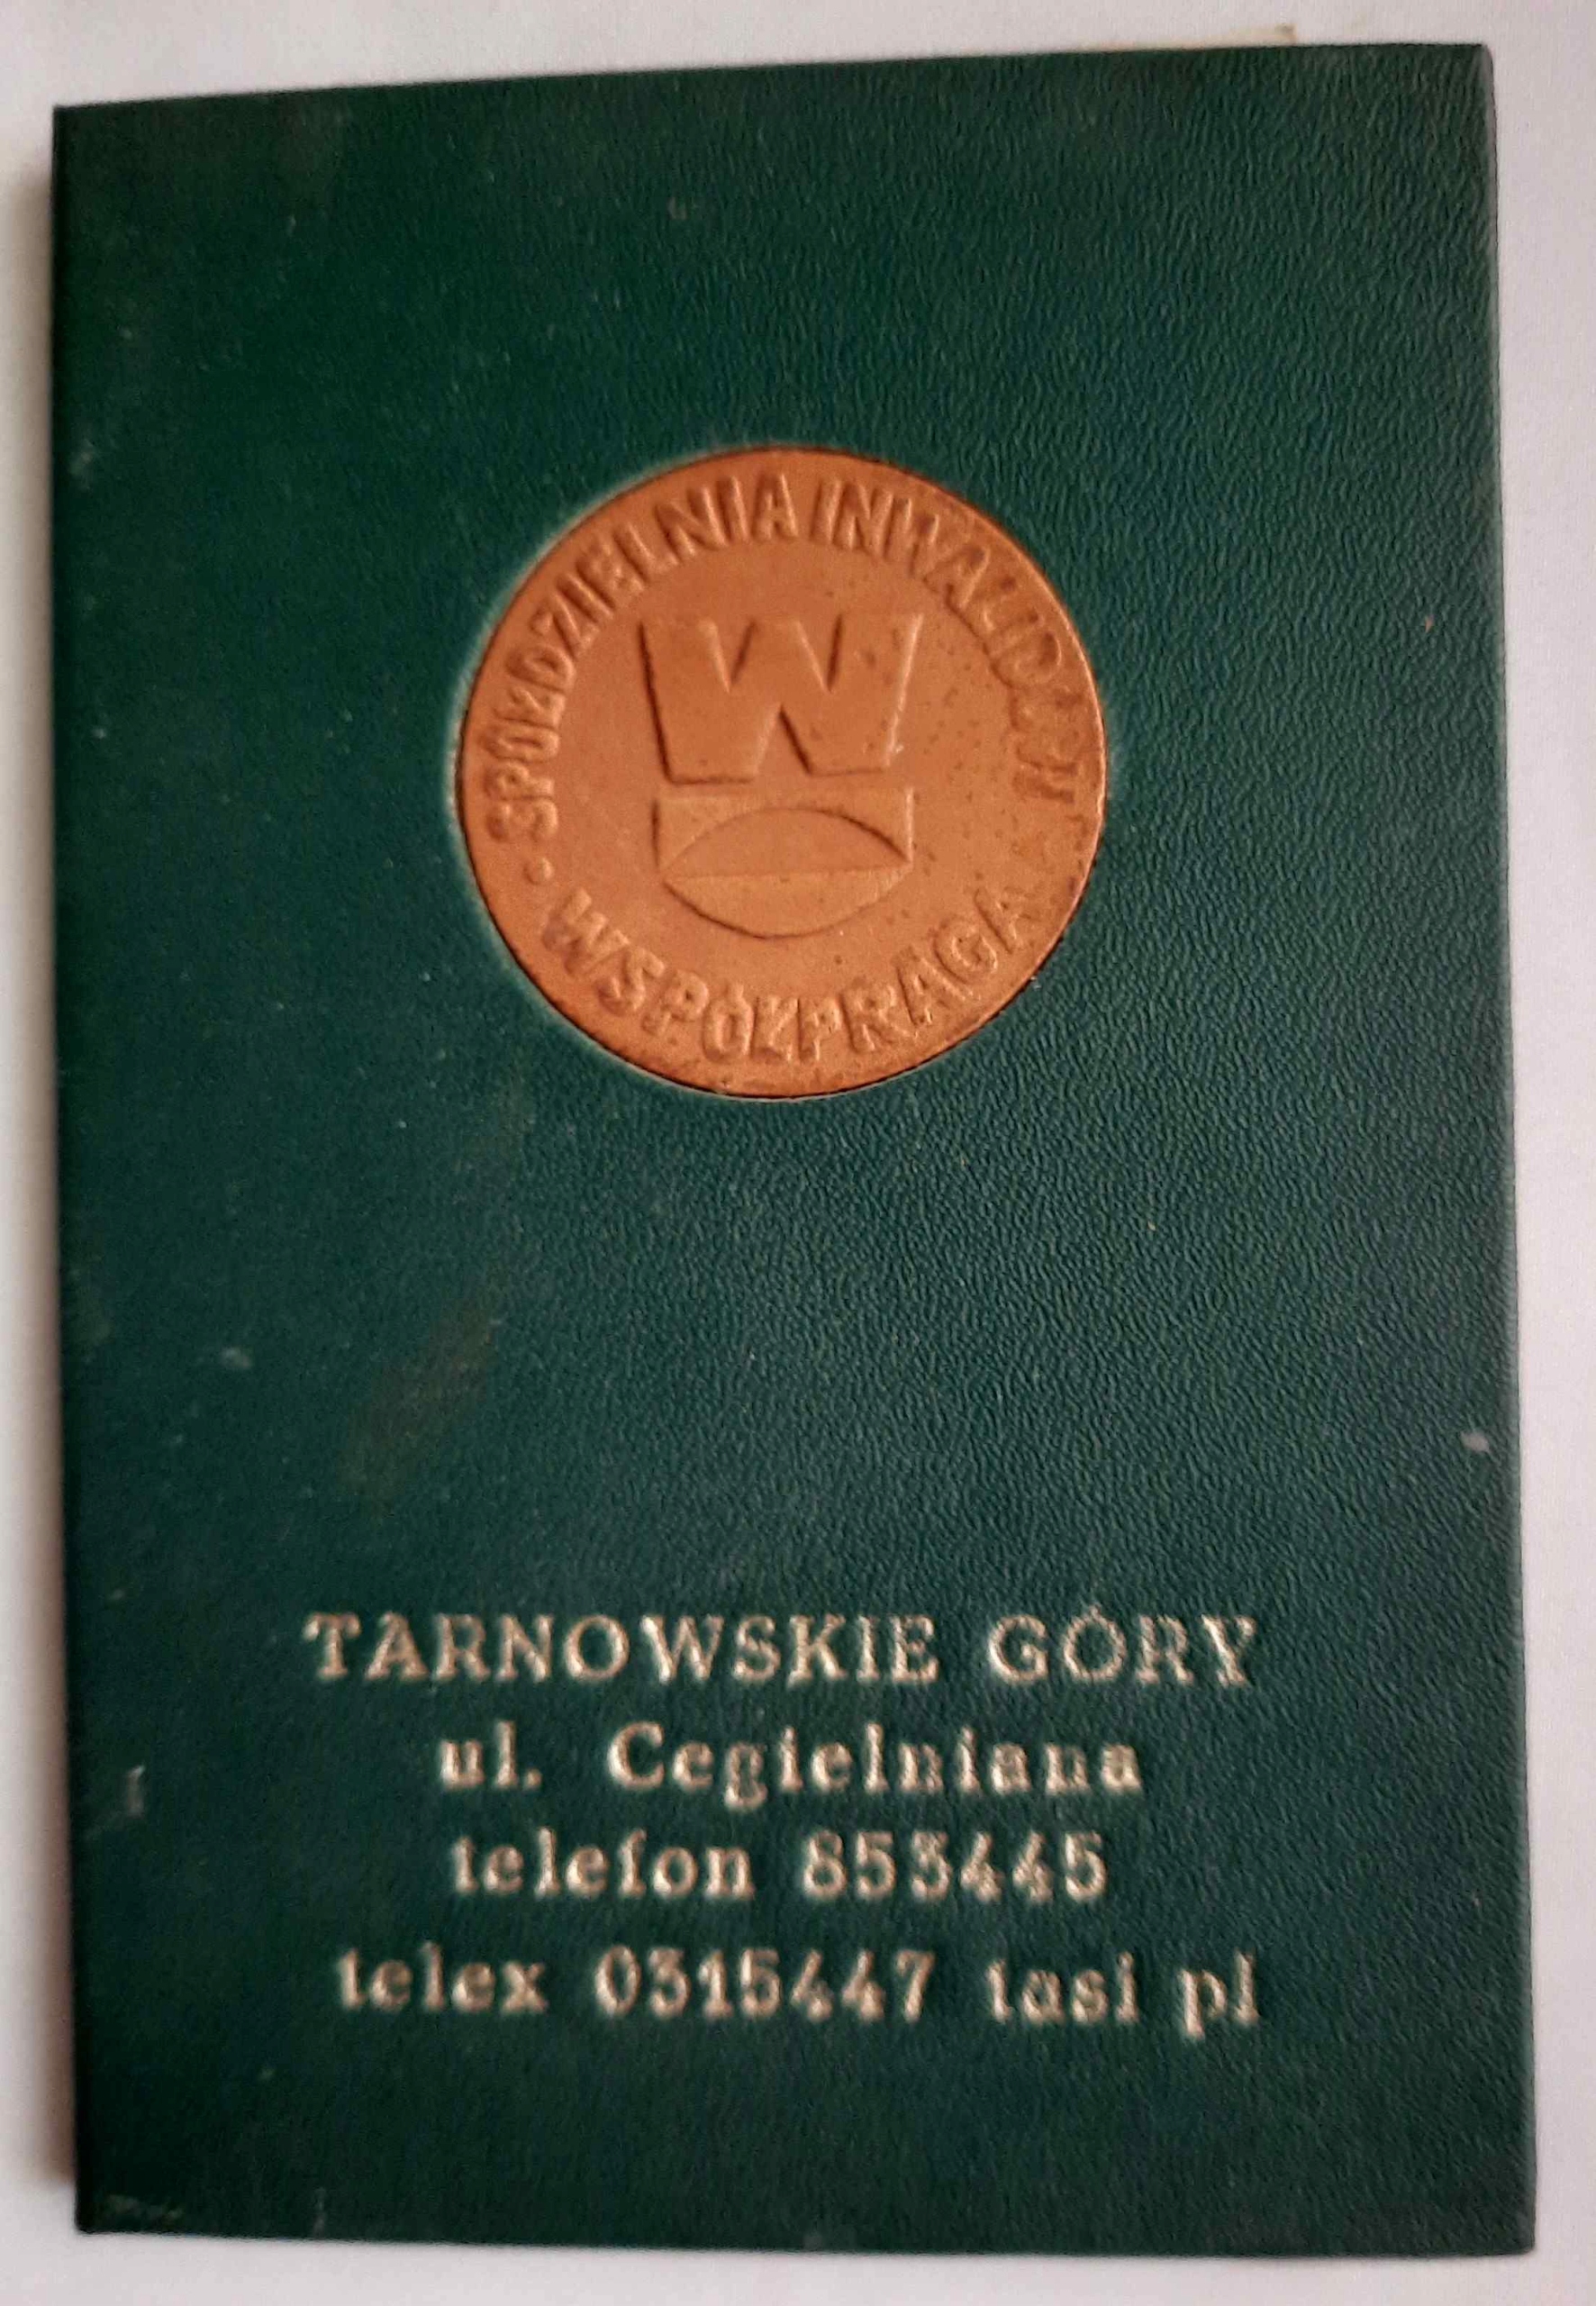 SPÓŁDZIELNIA INWALIDÓW
W
WSPÓŁPRACA
TARNOWSKIE GÓRY
ul. Cegielniana
telefon 853445
telex 0315447 tasi pl